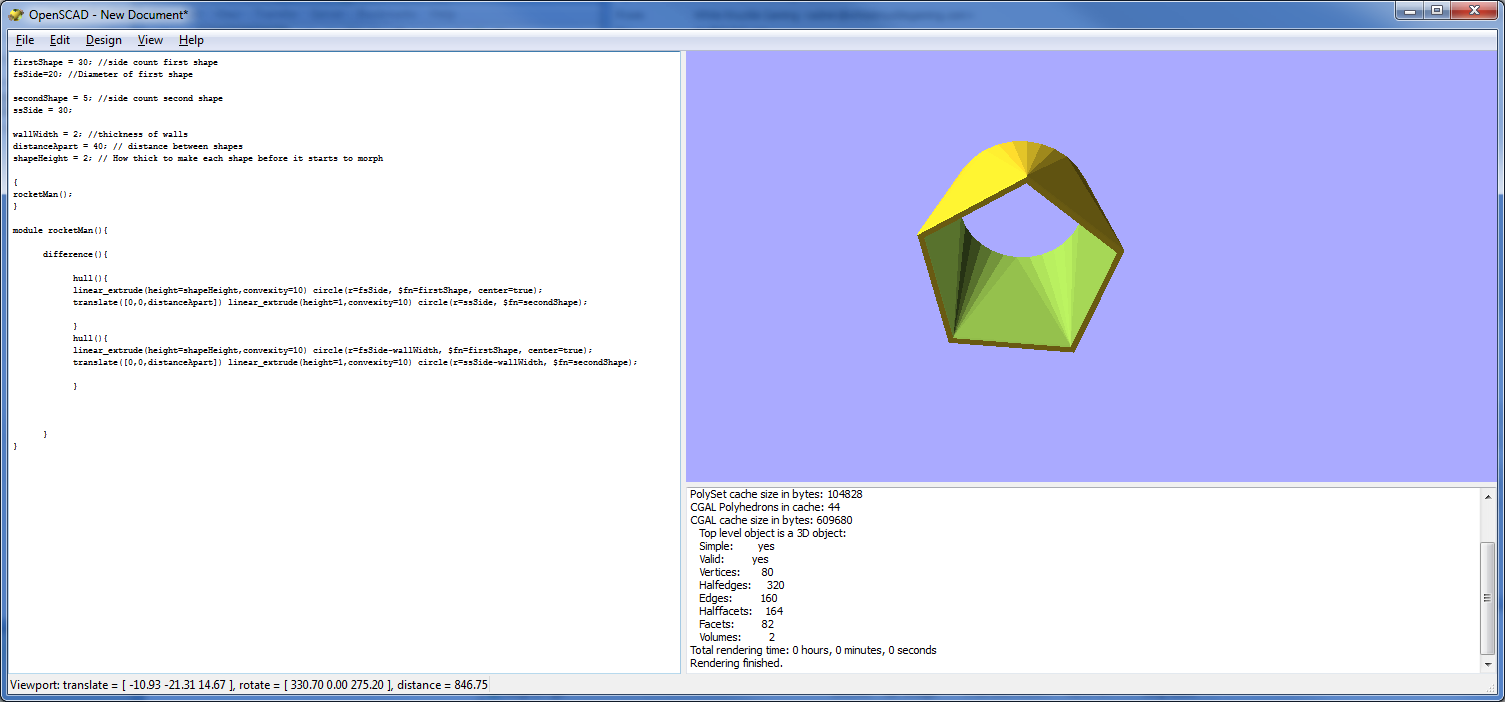 OpenSCAD - New Document*
File Edit Design View Help
firstShape = 30; //side count first shape
fsSide=20; //Diameter of first shape
secondShape = 5; //side count second shape
ssSide = 30;
wallWidth = 2; //thickness of walls
distanceApart = 40; // distance between shapes
shapeHeight = 2; // How thick to make each shape before it starts to morph
{
rocketMan();
}
module rocketMan(){
difference(){
hull(){
linear_extrude(height=shapeHeight,convexity=10) circle(r=fsSide, $fn=firstShape, center=true);
translate([0,0,distanceApart]) linear_extrude(height=1,convexity=10) circle(r=ssSide, $fn=secondShape);
}
hull(){
linear_extrude(height=shapeHeight,convexity=10) circle(r=fsSide-wallWidth, $fn=firstShape, center=true);
translate([0,0,distanceApart]) linear_extrude(height=1,convexity=10) circle(r=ssSide-wallWidth, $fn=secondShape);
}
}
}
PolySet cache size in bytes: 104828
CGAL Polyhedrons in cache: 44
CGAL cache size in bytes: 609680
Top level object is a 3D object:
Simple: yes
Valid: yes
Vertices: 80
Halfedges: 320
Edges: 160
Halffacets: 164
Facets: 82
Volumes: 2
Total rendering time: 0 hours, 0 minutes, 0 seconds
Rendering finished.
Viewport: translate = [ -10.93 -21.31 14.67 ], rotate = [ 330.70 0.00 275.20 ], distance = 846.75